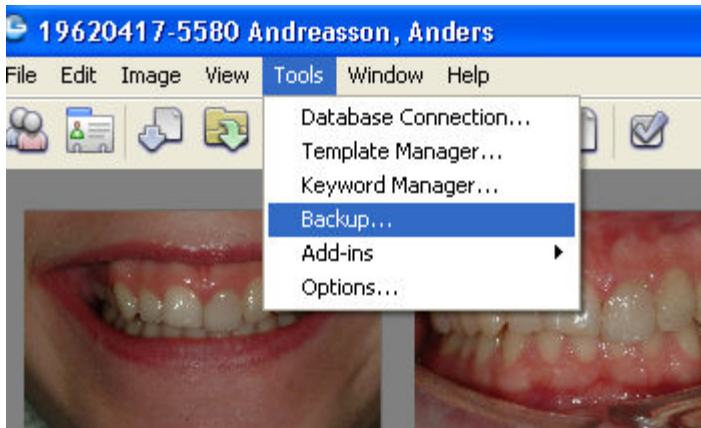 19620417-5580 Andreasson, Anders
File Edit Image View Tools Window Help
Database Connection...
Template Manager...
Keyword Manager...
Backup...
Add-ins
Options...